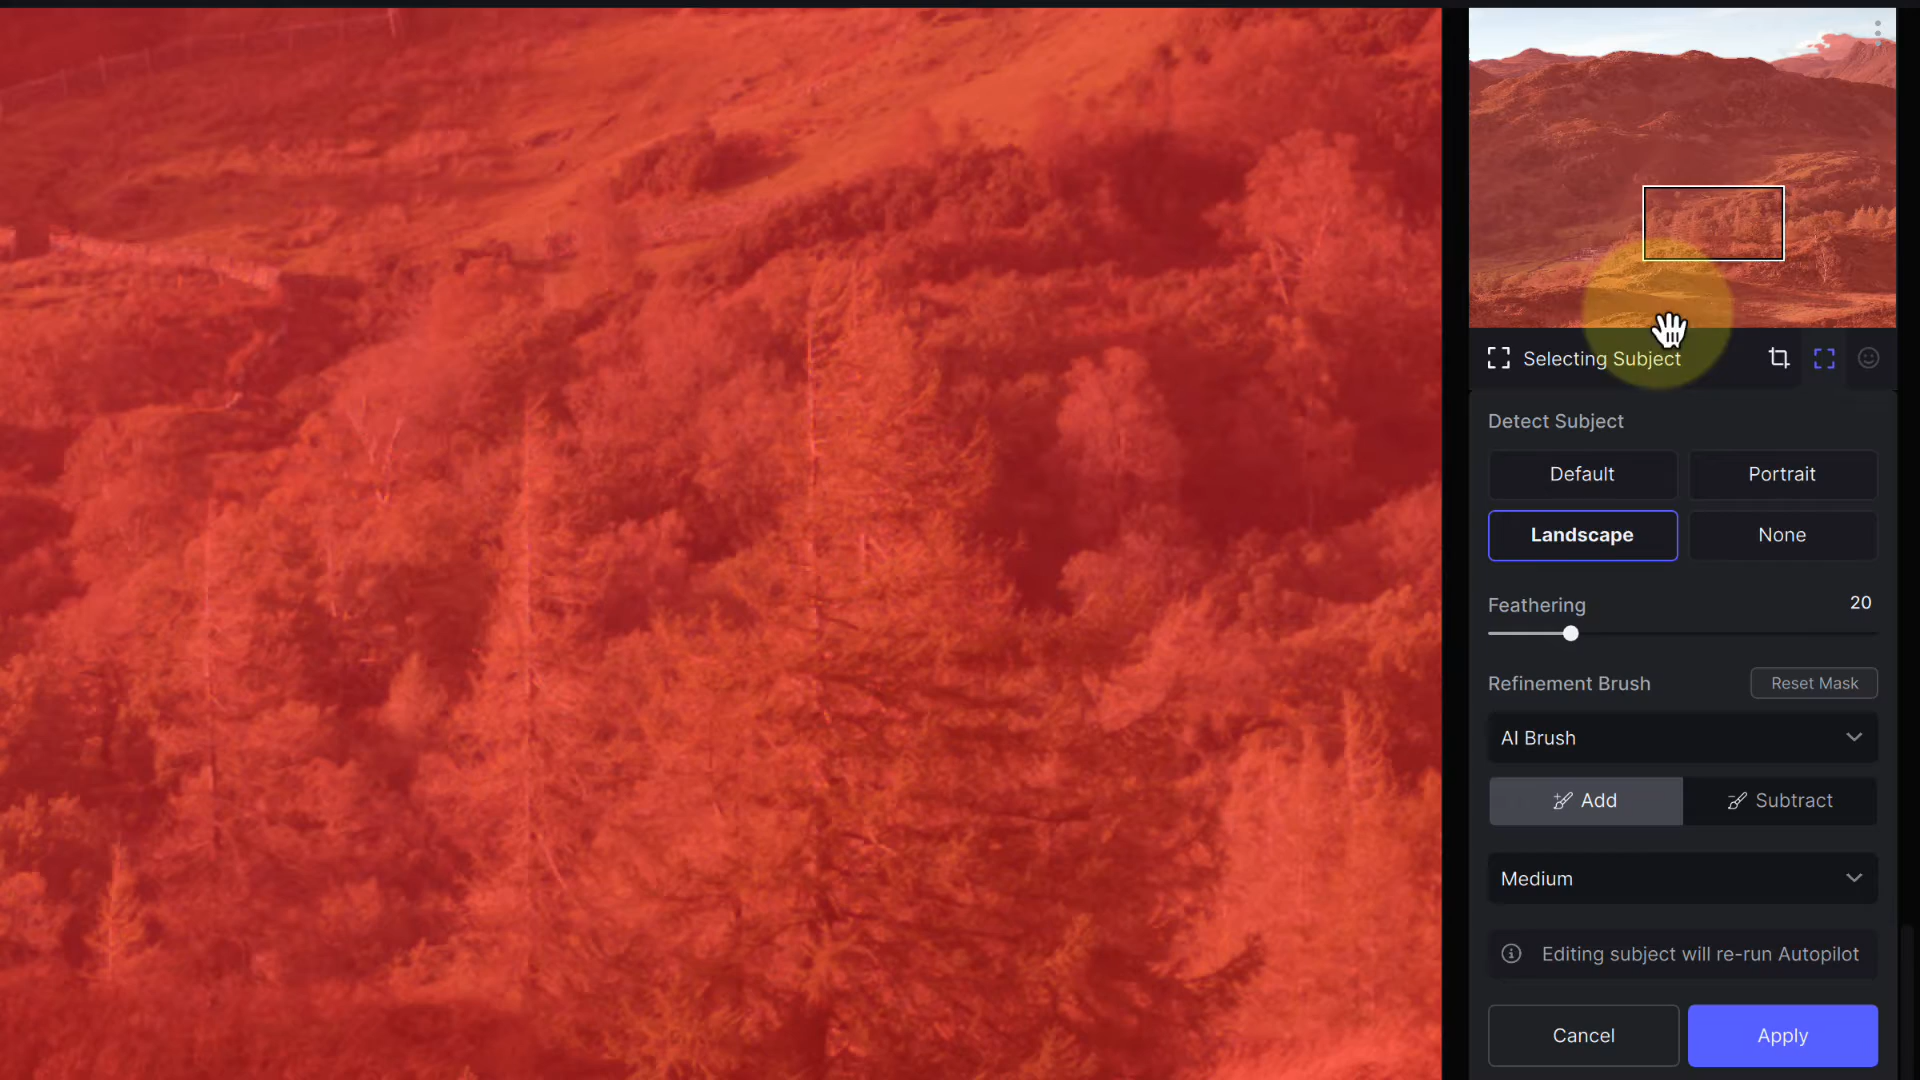 Selecting Subject
Detect Subject
Default
Portrait
Landscape
None
Feathering
20
Refinement Brush
Reset Mask
AI Brush
Add
Subtract
Medium
Editing subject will re-run Autopilot
Cancel
Apply